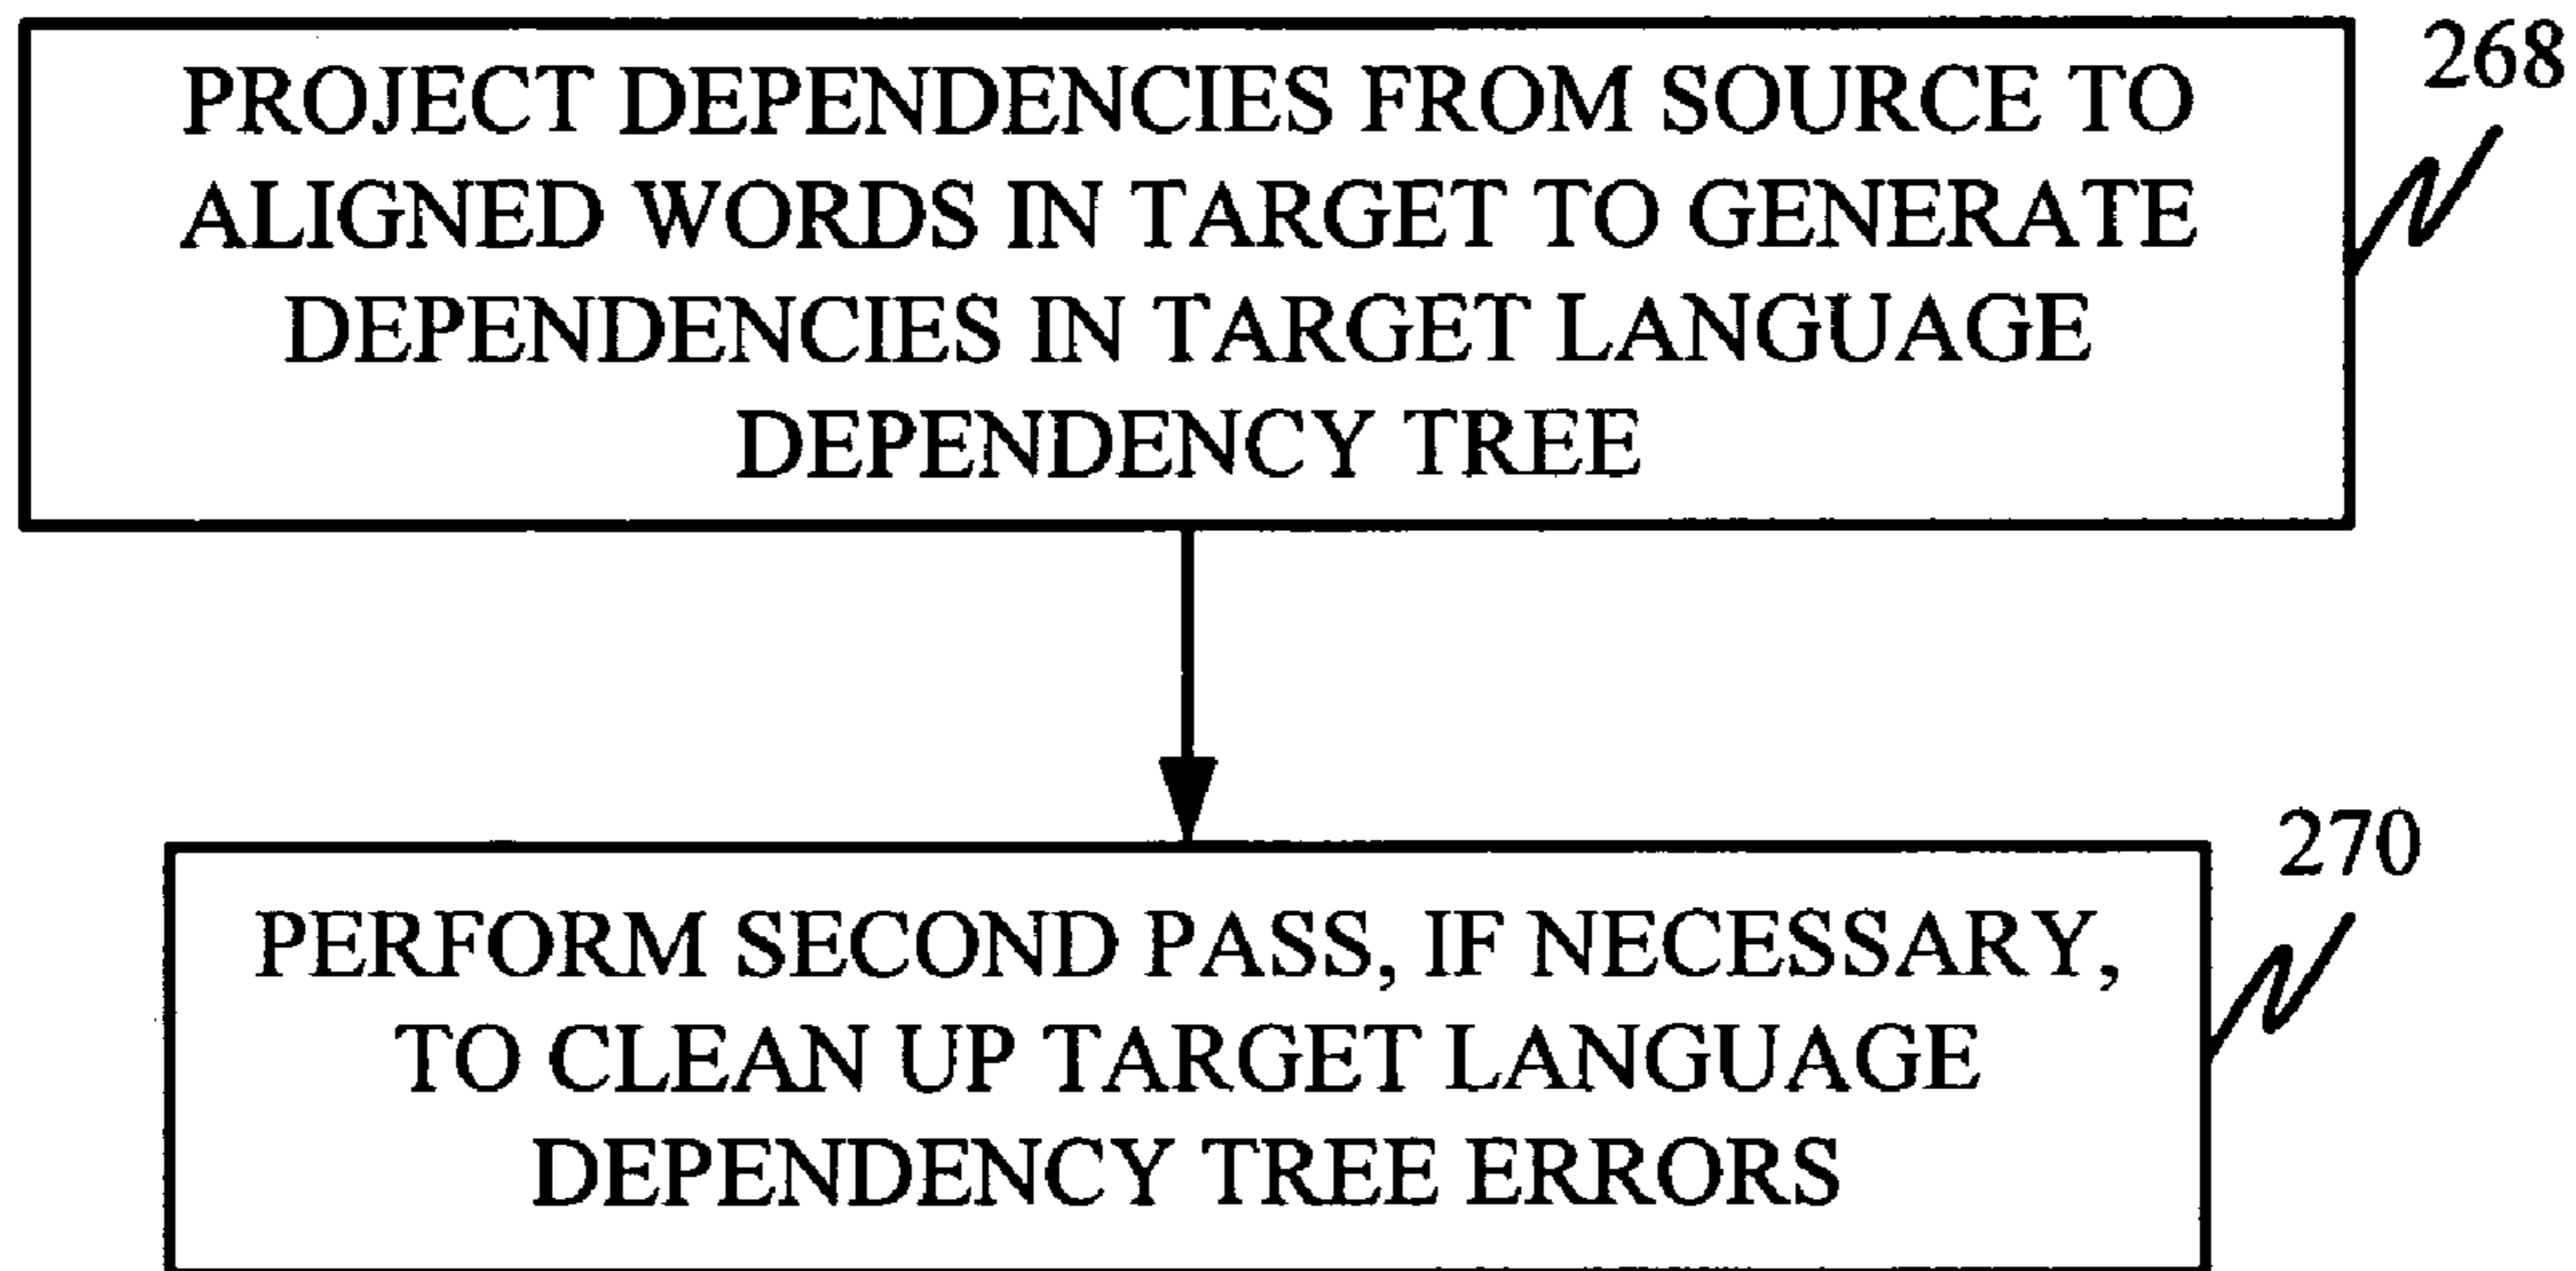 268
PROJECT DEPENDENCIES FROM SOURCE TO
ALIGNED WORDS IN TARGET TO GENERATE
DEPENDENCIES IN TARGET LANGUAGE
DEPENDENCY TREE
270
PERFORM SECOND PASS, IF NECESSARY,
TO CLEAN UP TARGET LANGUAGE
DEPENDENCY TREE ERRORS